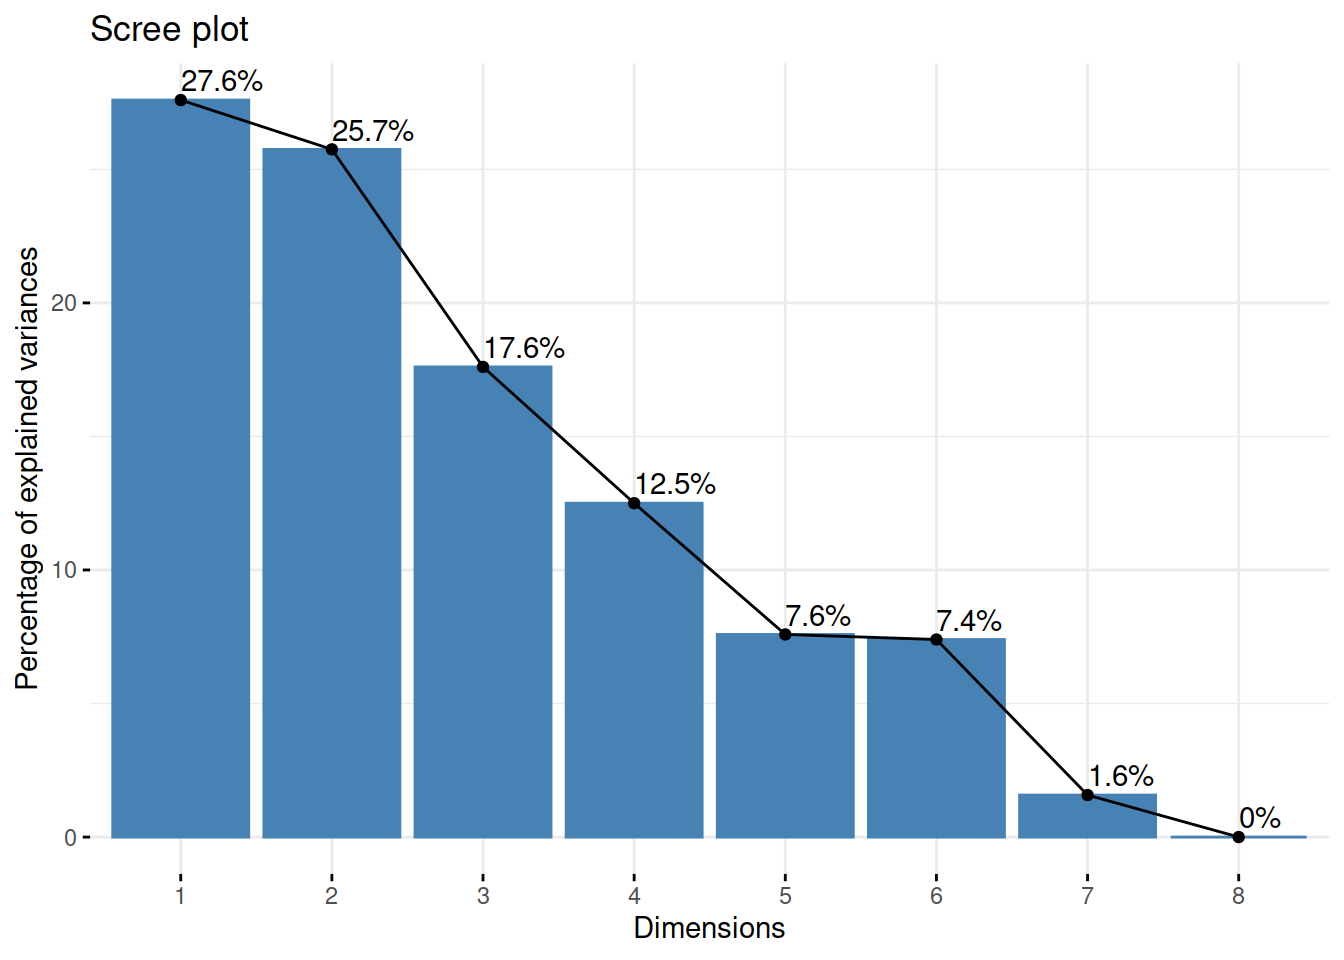 Scree plot
27.6%
25.7%
17.6%
12.5%
7.6%
7.4%
1.6%
0%
Percentage of explained variances
20
10
0
1 2 3 4 5 6 7 8
Dimensions